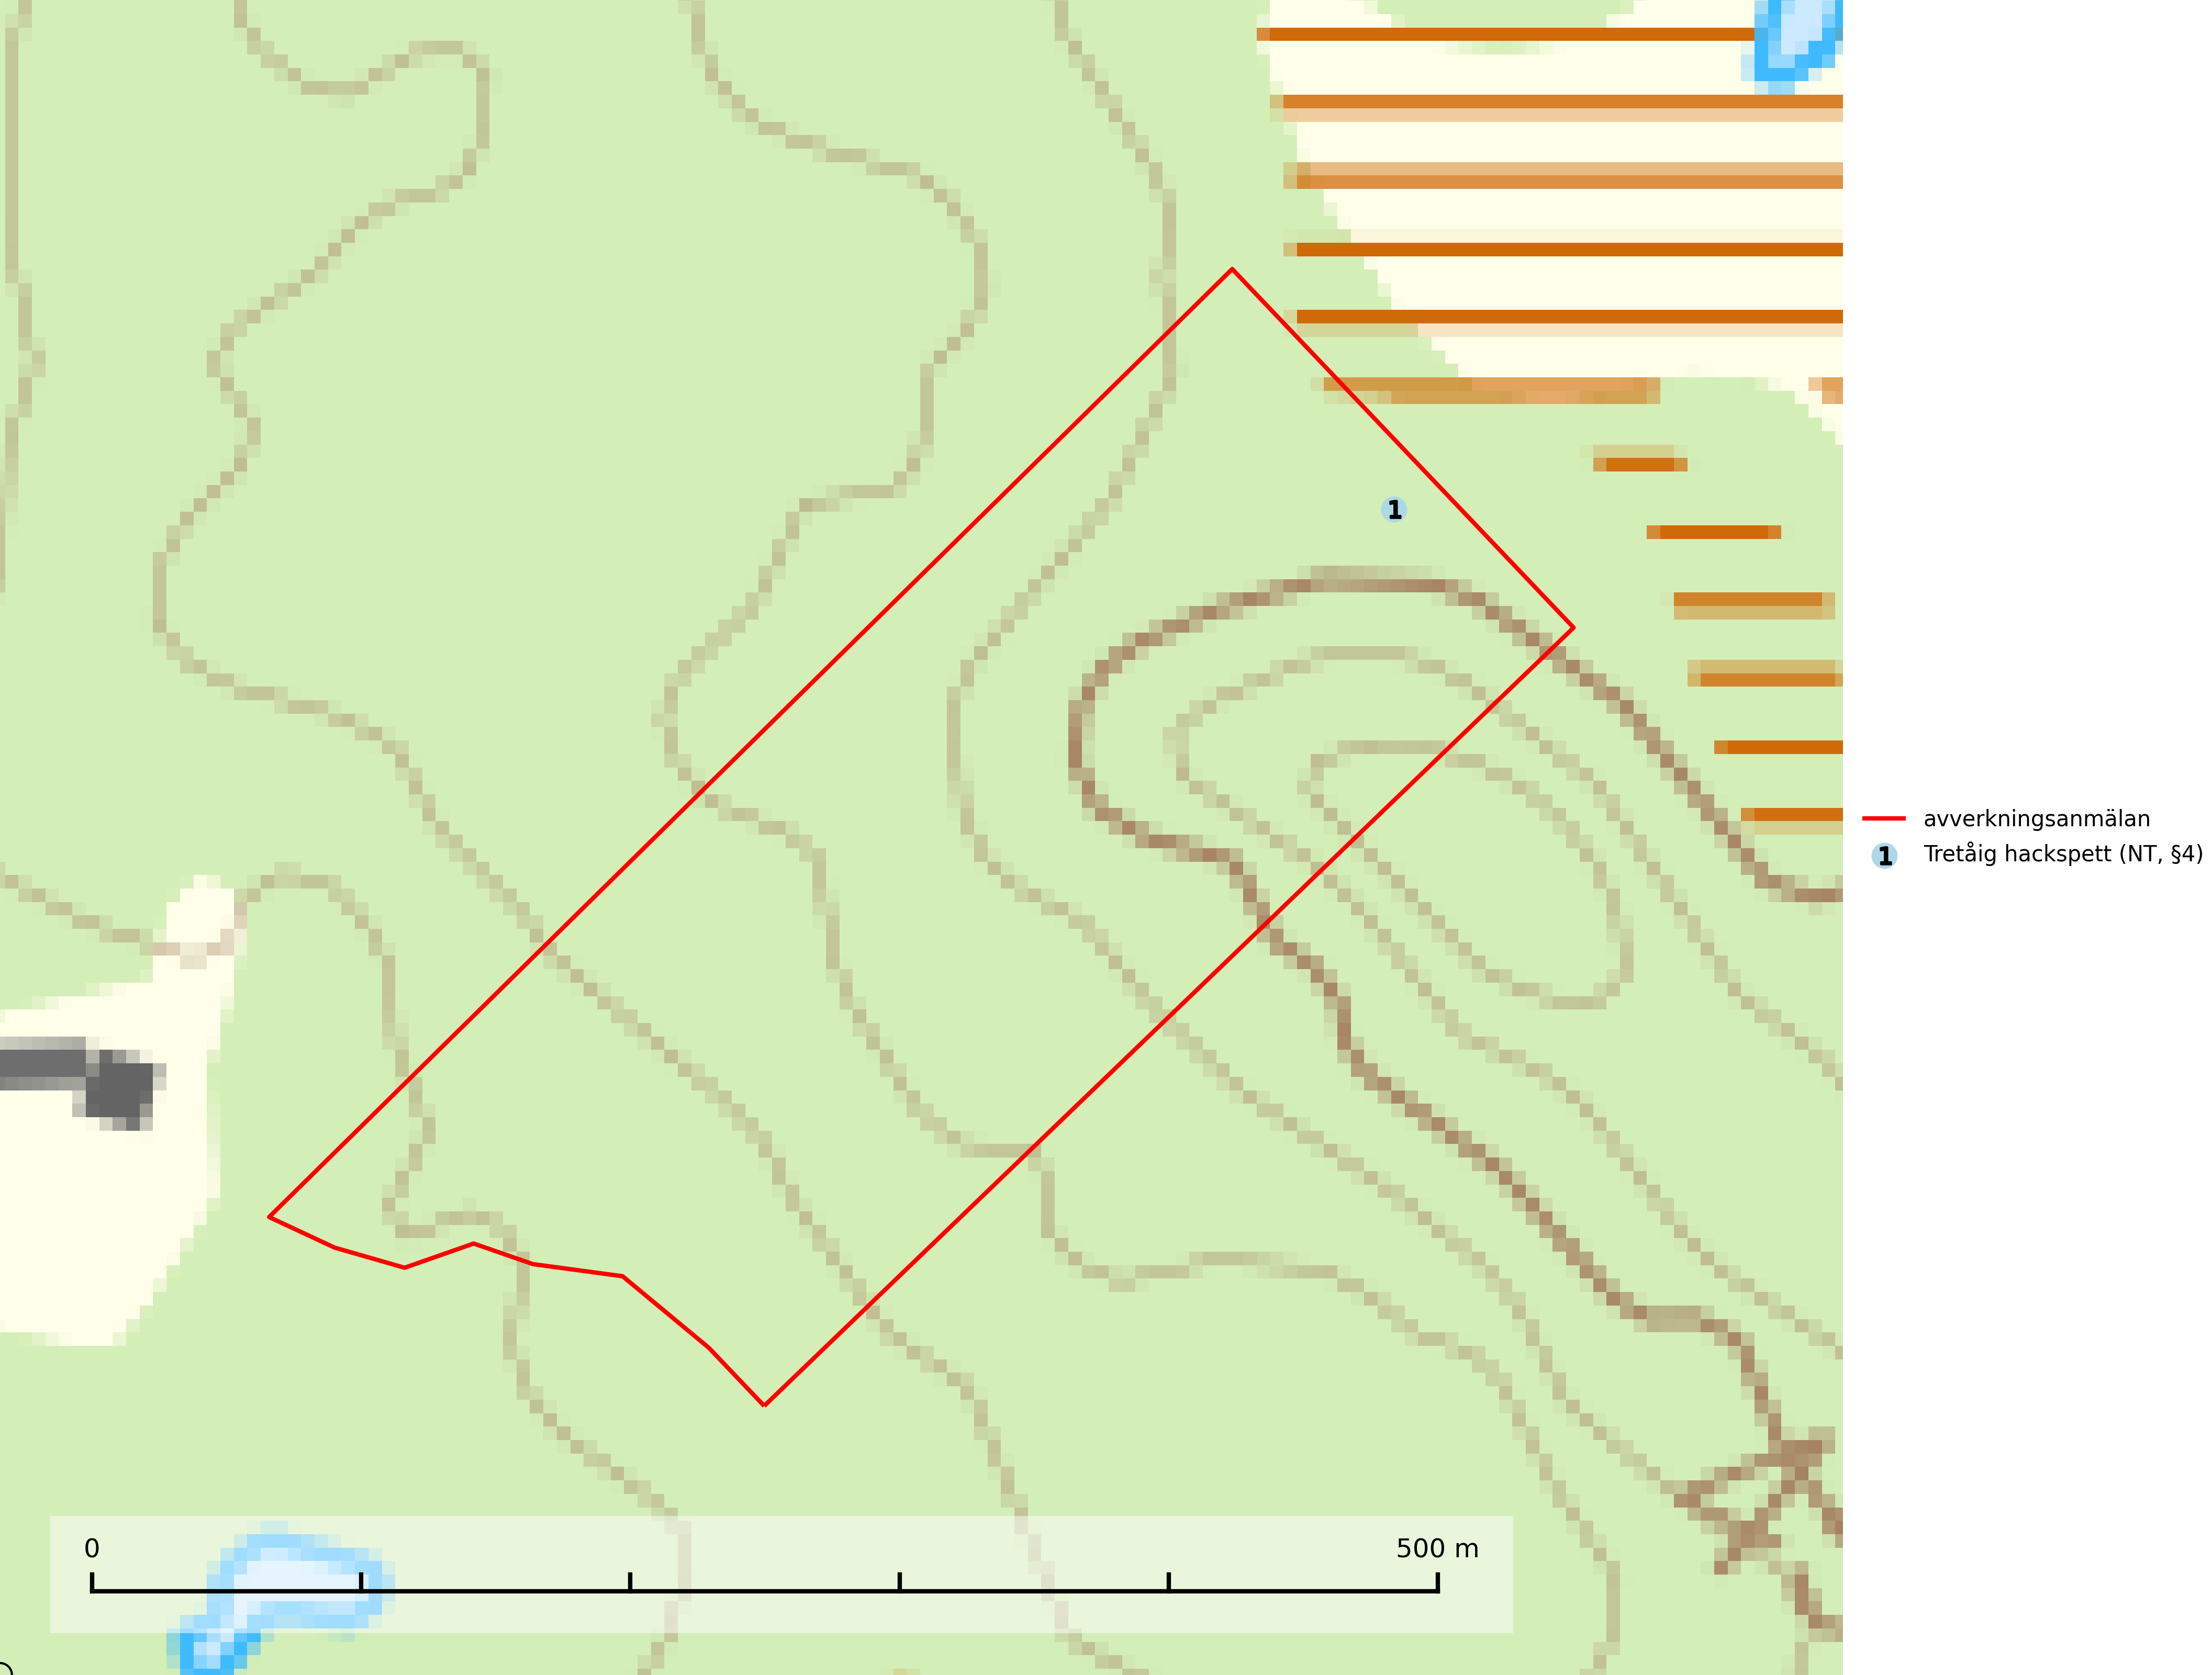 1
avverkningsanmälan
1 Tretåig hackspett (NT, §4)
0 500 m